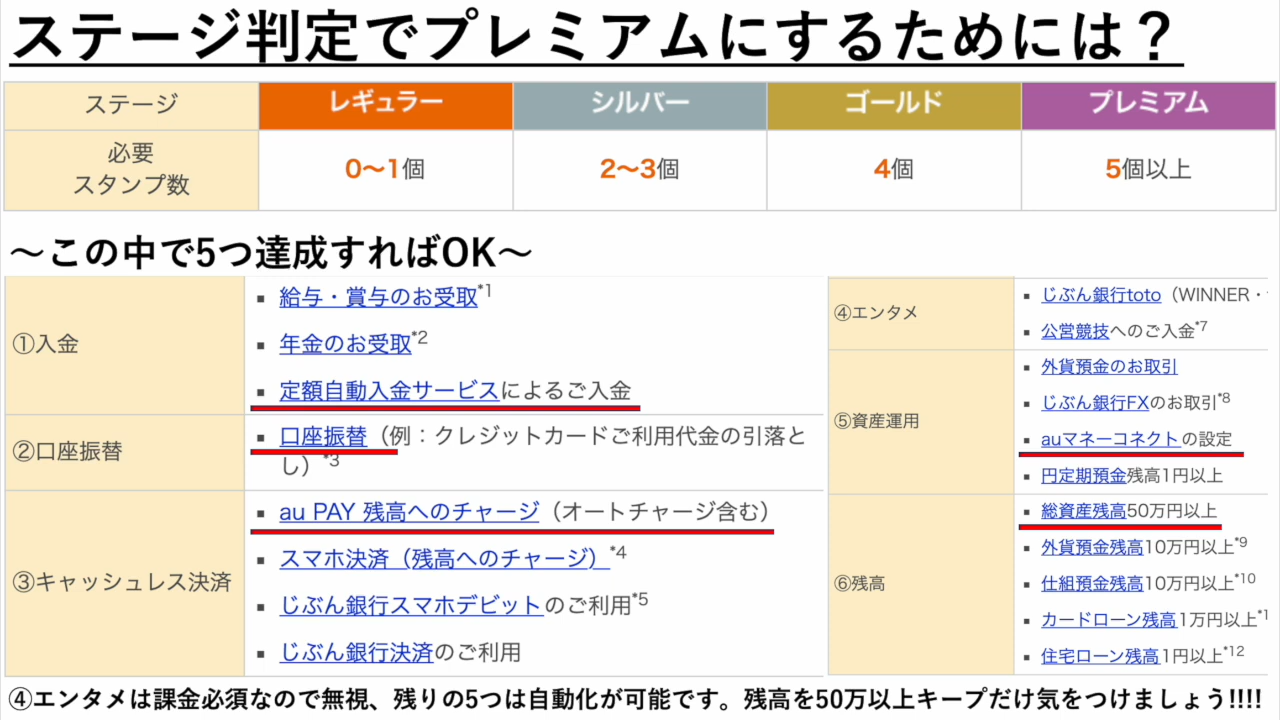 ステージ判定でプレミアムにするためには？
ステージ レギュラー シルバー ゴールド プレミアム
必要
スタンプ数
0〜1個 2〜3個 4個 5個以上
〜この中で5つ達成すればOK〜
①入金
▪ 給与・賞与のお受取*1
▪ 年金のお受取*2
▪ 定額自動入金サービスによるご入金
②口座振替
▪ 口座振替（例：クレジットカードご利用代金の引落と
し）*3
③キャッシュレス決済
▪ au PAY 残高へのチャージ（オートチャージ含む）
▪ スマホ決済（残高へのチャージ）*4
▪ じぶん銀行スマホデビットのご利用*5
▪ じぶん銀行決済のご利用
④エンタメ
▪ じぶん銀行toto（WINNER・
▪ 公営競技へのご入金*7
⑤資産運用
▪ 外貨預金のお取引
▪ じぶん銀行FXのお取引*8
▪ auマネーコネクトの設定
▪ 円定期預金残高1円以上
⑥残高
▪ 総資産残高50万円以上
▪ 外貨預金残高10万円以上*9
▪ 仕組預金残高10万円以上*10
▪ カードローン残高1万円以上*1
▪ 住宅ローン残高1円以上*12
④エンタメは課金必須なので無視、残りの5つは自動化が可能です。残高を50万以上キープだけ気をつけましょう!!!!